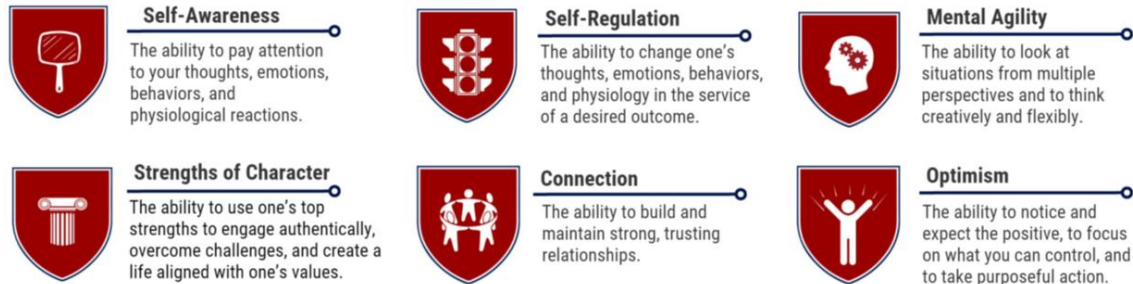 Self-Awareness
The ability to pay attention
to your thoughts, emotions,
behaviors, and
physiological reactions.
Self-Regulation
The ability to change one's
thoughts, emotions, behaviors,
and physiology in the service
of a desired outcome.
Mental Agility
The ability to look at
situations from multiple
perspectives and to think
creatively and flexibly.
Strengths of Character
The ability to use one's top
strengths to engage authentically,
overcome challenges, and create a
life aligned with one's values.
Connection
The ability to build and
maintain strong, trusting
relationships.
Optimism
The ability to notice and
expect the positive, to focus
on what you can control, and
to take purposeful action.